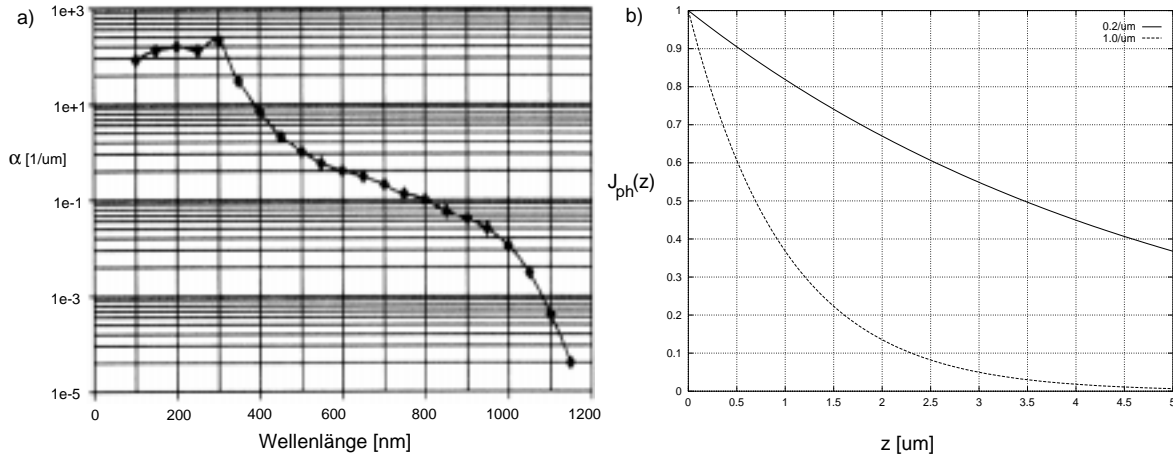 a)
1e+3
1e+1
α [1/um]
1e-1
1e-3
1e-5
0 200 400 600 800 1000 1200
Wellenlänge [nm]
b)
1
0.9
0.8
0.7
0.6
0.5
0.4
0.3
0.2
0.1
0
J_ph(z)
0.2/um
1.0/um
0 0.5 1 1.5 2 2.5 3 3.5 4 4.5 5
z [um]